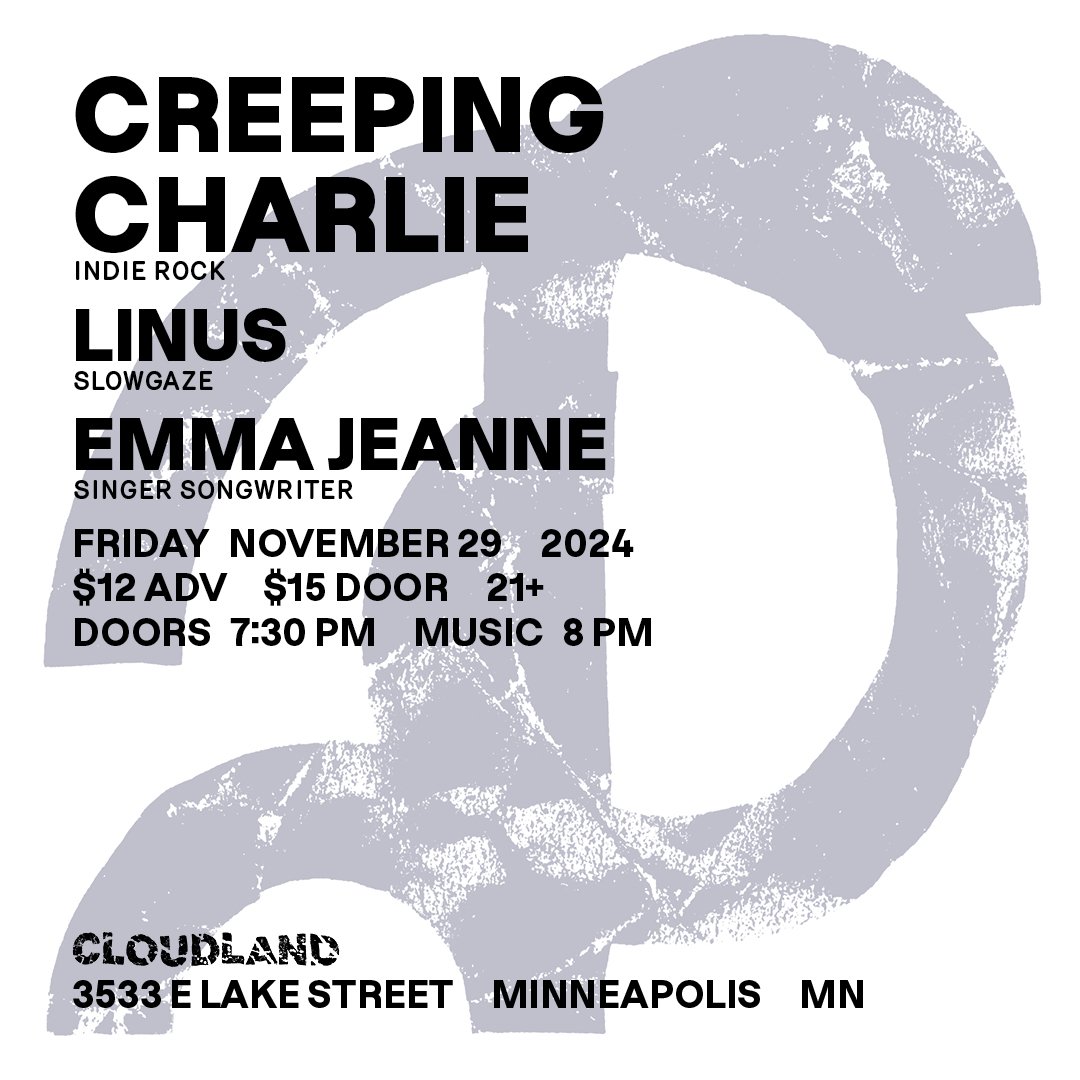 CREEPING
CHARLIE
INDIE ROCK
LINUS
SLOWGAZE
EMMA JEANNE
SINGER SONGWRITER
FRIDAY NOVEMBER 29 2024
$12 ADV $15 DOOR 21+
DOORS 7:30 PM MUSIC 8 PM
CLOUDLAND
3533 E LAKE STREET MINNEAPOLIS MN